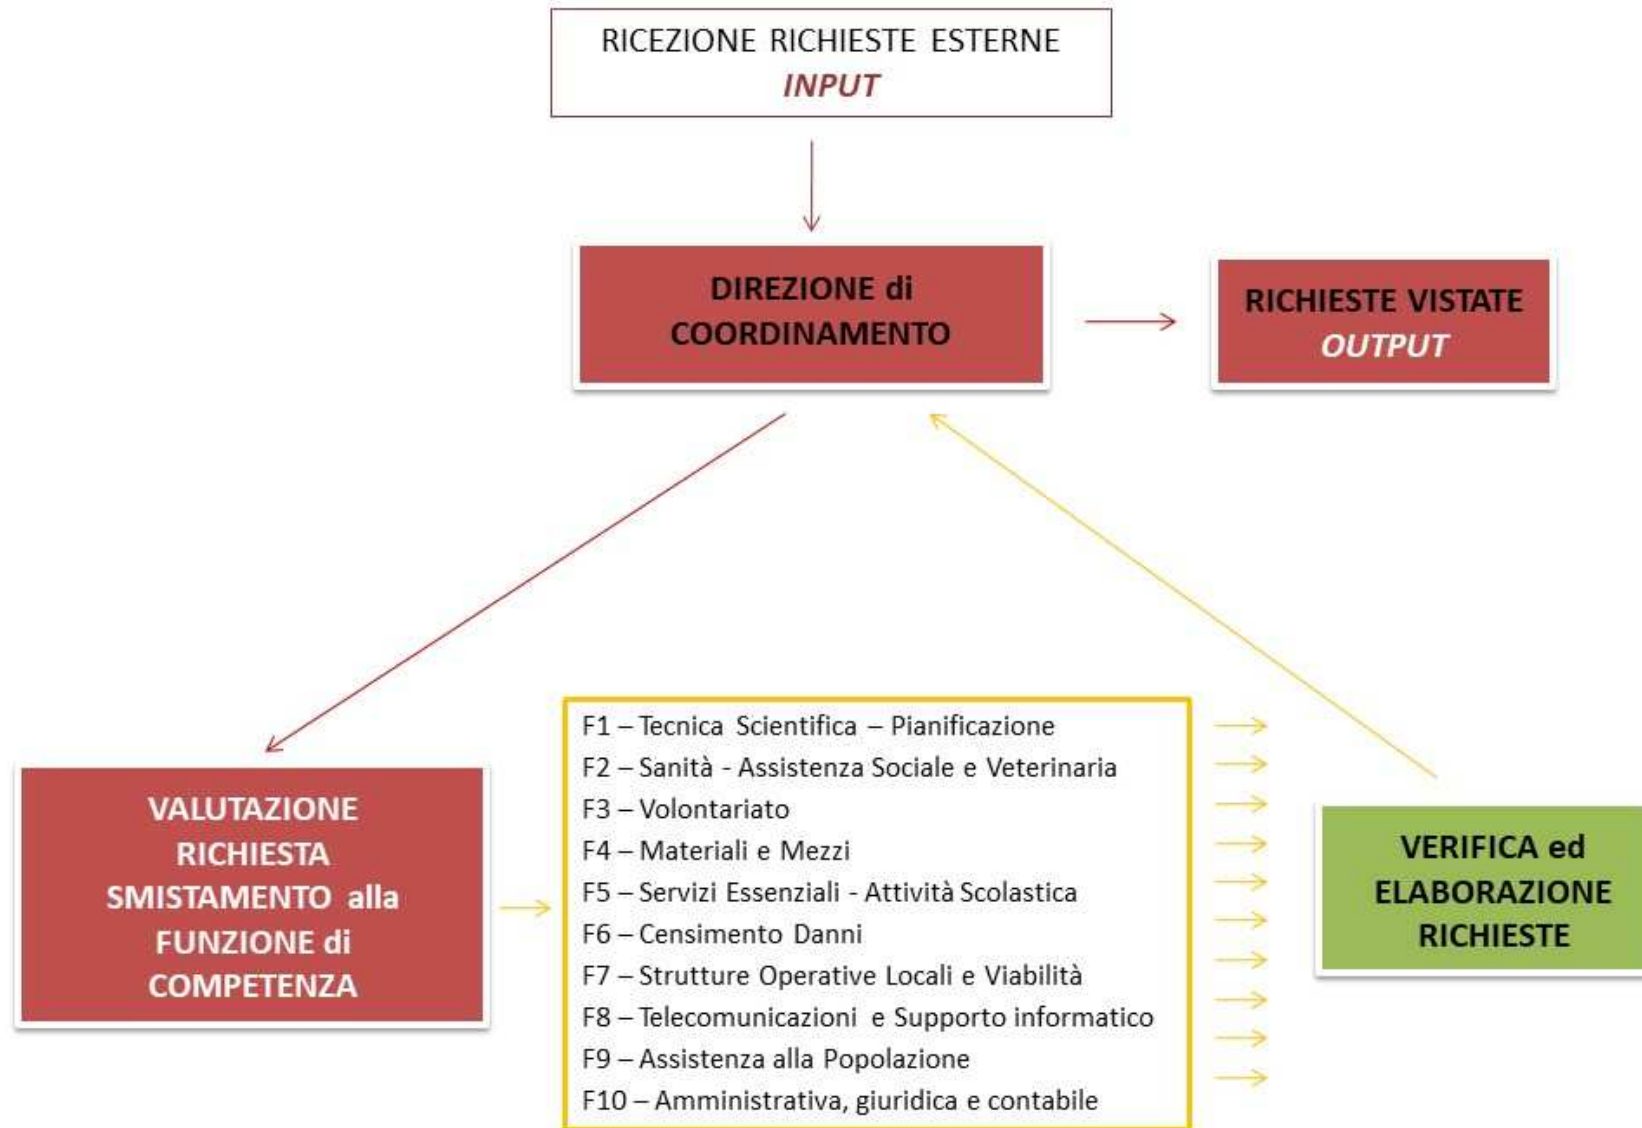 RICEZIONE RICHIESTE ESTERNE
INPUT
DIREZIONE di
COORDINAMENTO
RICHIESTE VISTATE
OUTPUT
VALUTAZIONE
RICHIESTA
SMISTAMENTO alla
FUNZIONE di
COMPETENZA
F1 – Tecnica Scientifica – Pianificazione
F2 – Sanità - Assistenza Sociale e Veterinaria
F3 – Volontariato
F4 – Materiali e Mezzi
F5 – Servizi Essenziali - Attività Scolastica
F6 – Censimento Danni
F7 – Strutture Operative Locali e Viabilità
F8 – Telecomunicazioni e Supporto informatico
F9 – Assistenza alla Popolazione
F10 – Amministrativa, giuridica e contabile
VERIFICA ed
ELABORAZIONE
RICHIESTE